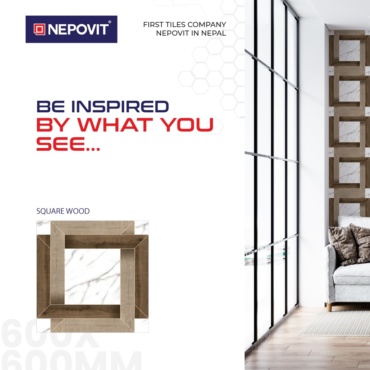 NEPOVIT®
FIRST TILES COMPANY
NEPOVIT IN NEPAL
BE INSPIRED
BY WHAT YOU
SEE...
SQUARE WOOD
600X
600MM